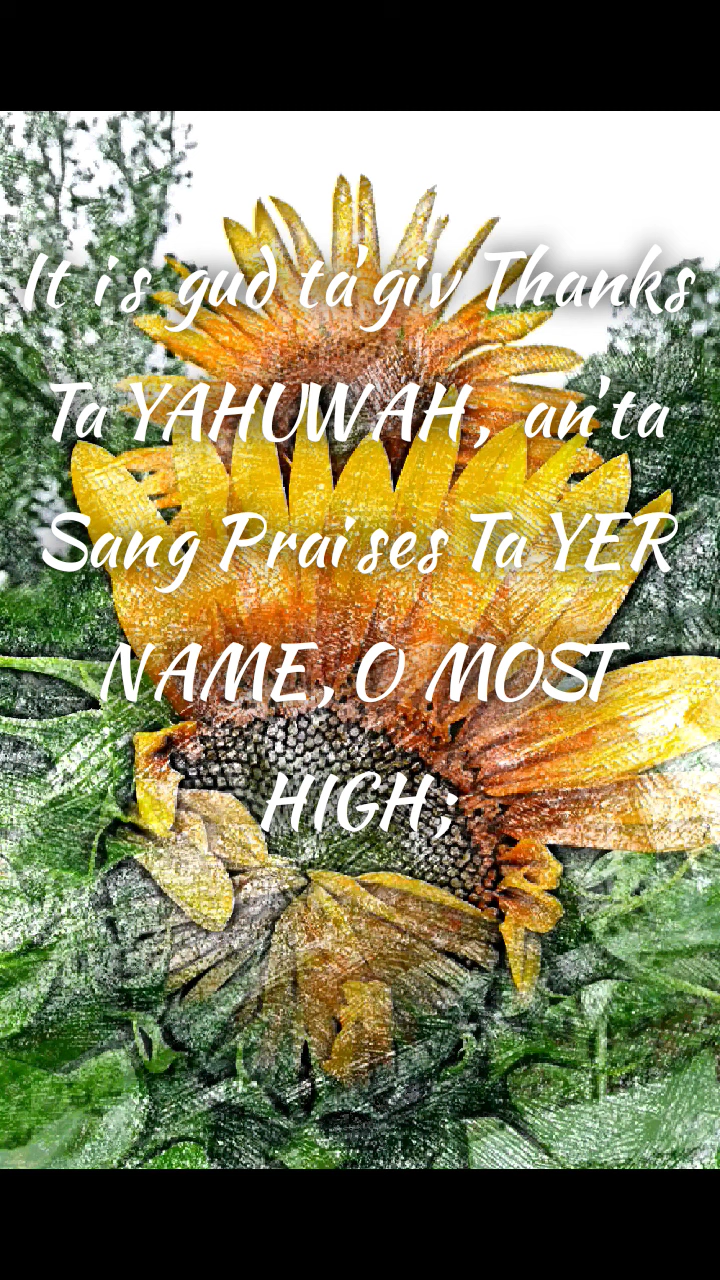 It is gud ta'giv Thanks
Ta YAHUWAH, an'ta
Sang Praises Ta YER
NAME, O MOST
HIGH;